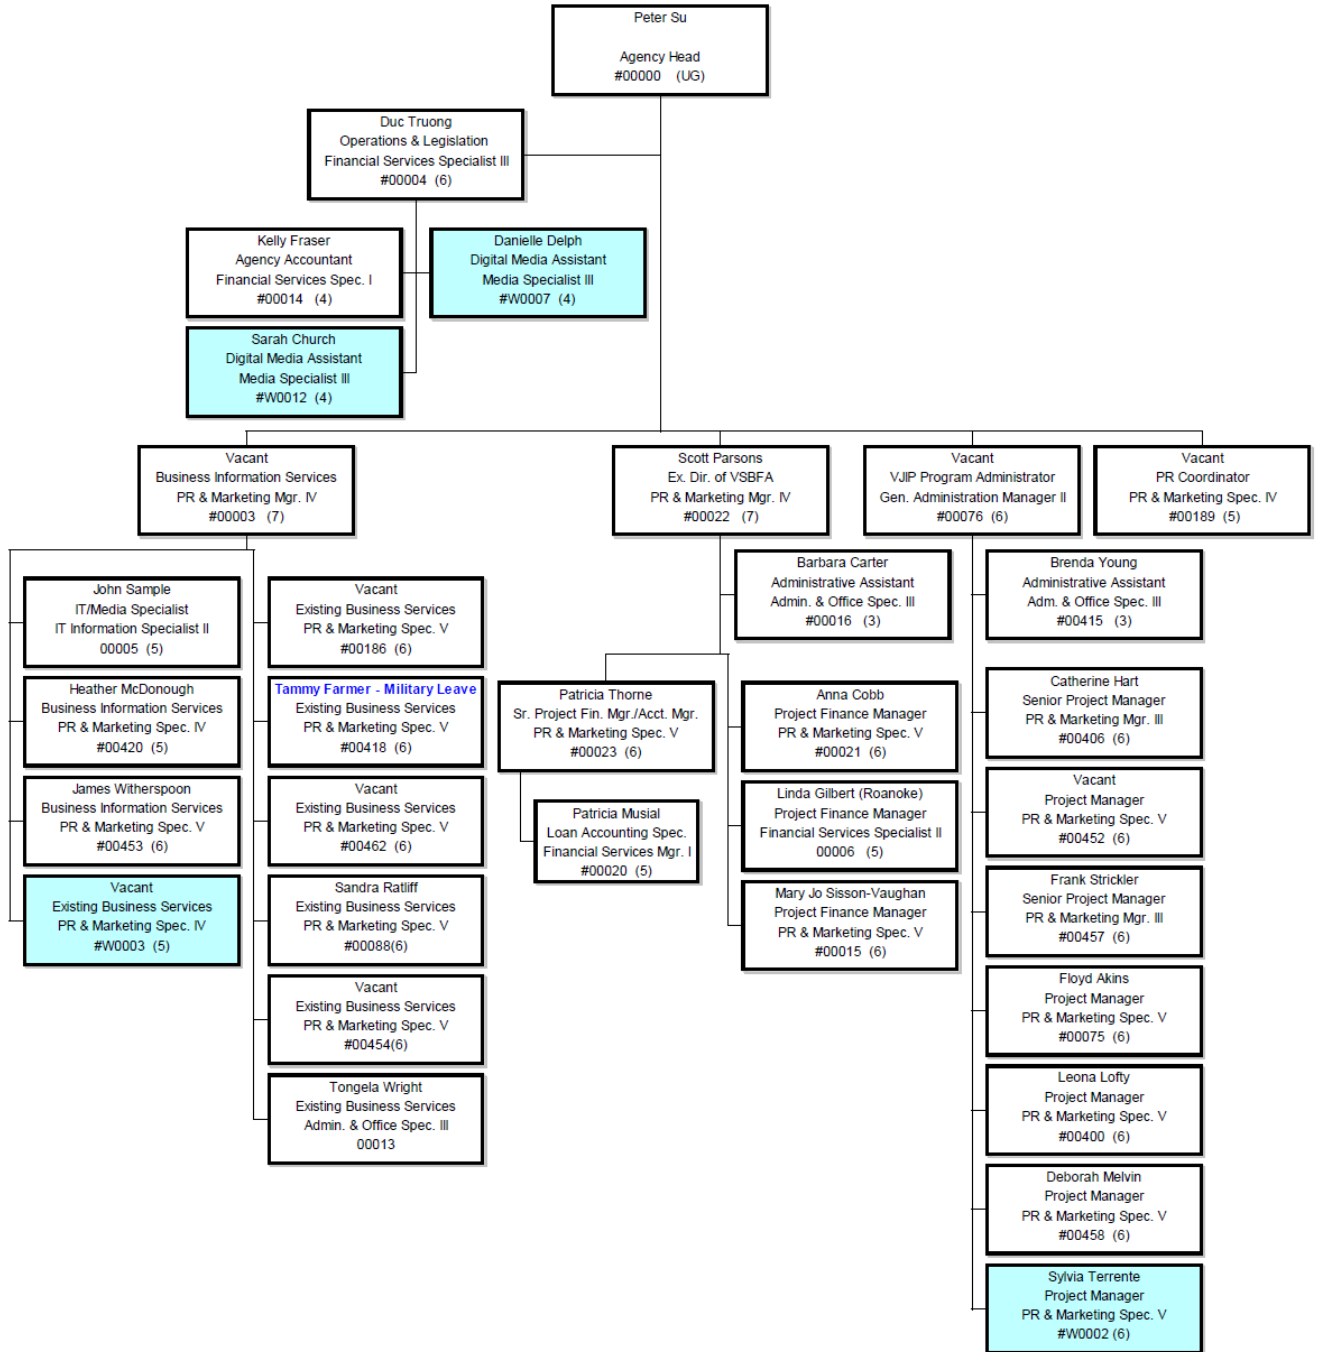 Peter Su
Agency Head
#00000 (UG)
Duc Truong
Operations & Legislation
Financial Services Specialist III
#00004 (6)
Kelly Fraser
Agency Accountant
Financial Services Spec. I
#00014 (4)
Danielle Delph
Digital Media Assistant
Media Specialist III
#W0007 (4)
Sarah Church
Digital Media Assistant
Media Specialist III
#W0012 (4)
Vacant
Business Information Services
PR & Marketing Mgr. IV
#00003 (7)
Scott Parsons
Ex. Dir. of VSBFA
PR & Marketing Mgr. IV
#00022 (7)
Vacant
VJIP Program Administrator
Gen. Administration Manager II
#00076 (6)
Vacant
PR Coordinator
PR & Marketing Spec. IV
#00189 (5)
John Sample
IT/Media Specialist
IT Information Specialist II
00005 (5)
Heather McDonough
Business Information Services
PR & Marketing Spec. IV
#00420 (5)
James Witherspoon
Business Information Services
PR & Marketing Spec. V
#00453 (6)
Vacant
Existing Business Services
PR & Marketing Spec. IV
#W0003 (5)
Vacant
Existing Business Services
PR & Marketing Spec. V
#00186 (6)
Tammy Farmer - Military Leave
Existing Business Services
PR & Marketing Spec. V
#00418 (6)
Vacant
Existing Business Services
PR & Marketing Spec. V
#00462 (6)
Sandra Ratliff
Existing Business Services
PR & Marketing Spec. V
#00088(6)
Vacant
Existing Business Services
PR & Marketing Spec. V
#00454(6)
Tongela Wright
Existing Business Services
Admin. & Office Spec. III
00013
Barbara Carter
Administrative Assistant
Admin. & Office Spec. III
#00016 (3)
Patricia Thorne
Sr. Project Fin. Mgr./Acct. Mgr.
PR & Marketing Spec. V
#00023 (6)
Patricia Musial
Loan Accounting Spec.
Financial Services Mgr. I
#00020 (5)
Anna Cobb
Project Finance Manager
PR & Marketing Spec. V
#00021 (6)
Linda Gilbert (Roanoke)
Project Finance Manager
Financial Services Specialist II
00006 (5)
Mary Jo Sisson-Vaughan
Project Finance Manager
PR & Marketing Spec. V
#00015 (6)
Brenda Young
Administrative Assistant
Adm. & Office Spec. III
#00415 (3)
Catherine Hart
Senior Project Manager
PR & Marketing Mgr. III
#00406 (6)
Vacant
Project Manager
PR & Marketing Spec. V
#00452 (6)
Frank Strickler
Senior Project Manager
PR & Marketing Mgr. III
#00457 (6)
Floyd Akins
Project Manager
PR & Marketing Spec. V
#00075 (6)
Leona Lofty
Project Manager
PR & Marketing Spec. V
#00400 (6)
Deborah Melvin
Project Manager
PR & Marketing Spec. V
#00458 (6)
Sylvia Terrente
Project Manager
PR & Marketing Spec. V
#W0002 (6)